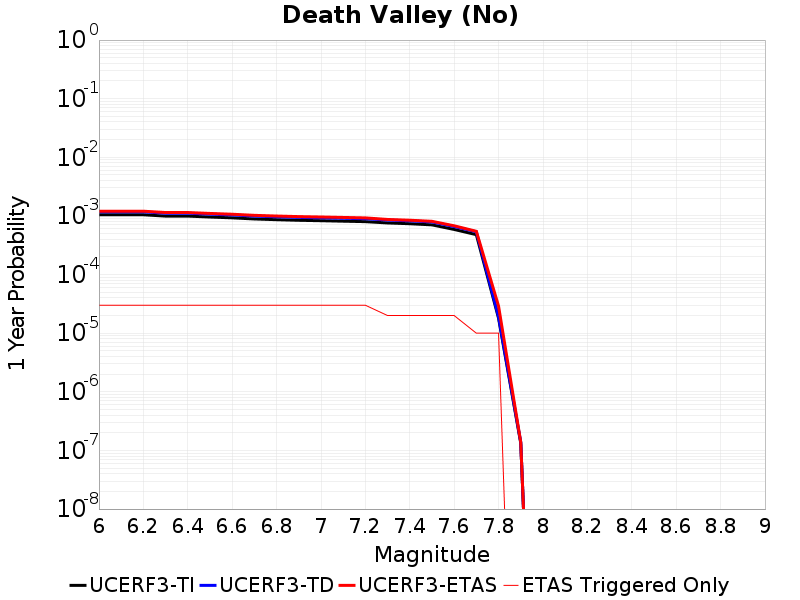 Death Valley (No)
10^0
10^-1
10^-2
10^-3
10^-4
10^-5
10^-6
10^-7
10^-8
1 Year Probability
6 6.2 6.4 6.6 6.8 7 7.2 7.4 7.6 7.8 8 8.2 8.4 8.6 8.8 9
Magnitude
UCERF3-TI UCERF3-TD UCERF3-ETAS ETAS Triggered Only